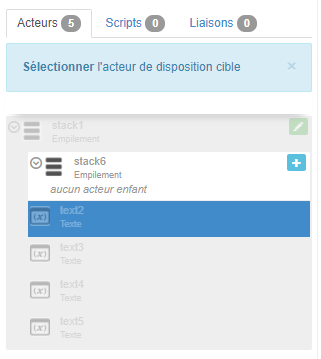 Acteurs 5 Scripts 0 Liaisons 0
Sélectionner l'acteur de disposition cible ×
stack1
Empilement
stack6
Empilement
aucun acteur enfant
(x) text2
Texte
(x) text3
Texte
(x) text4
Texte
(x) text5
Texte